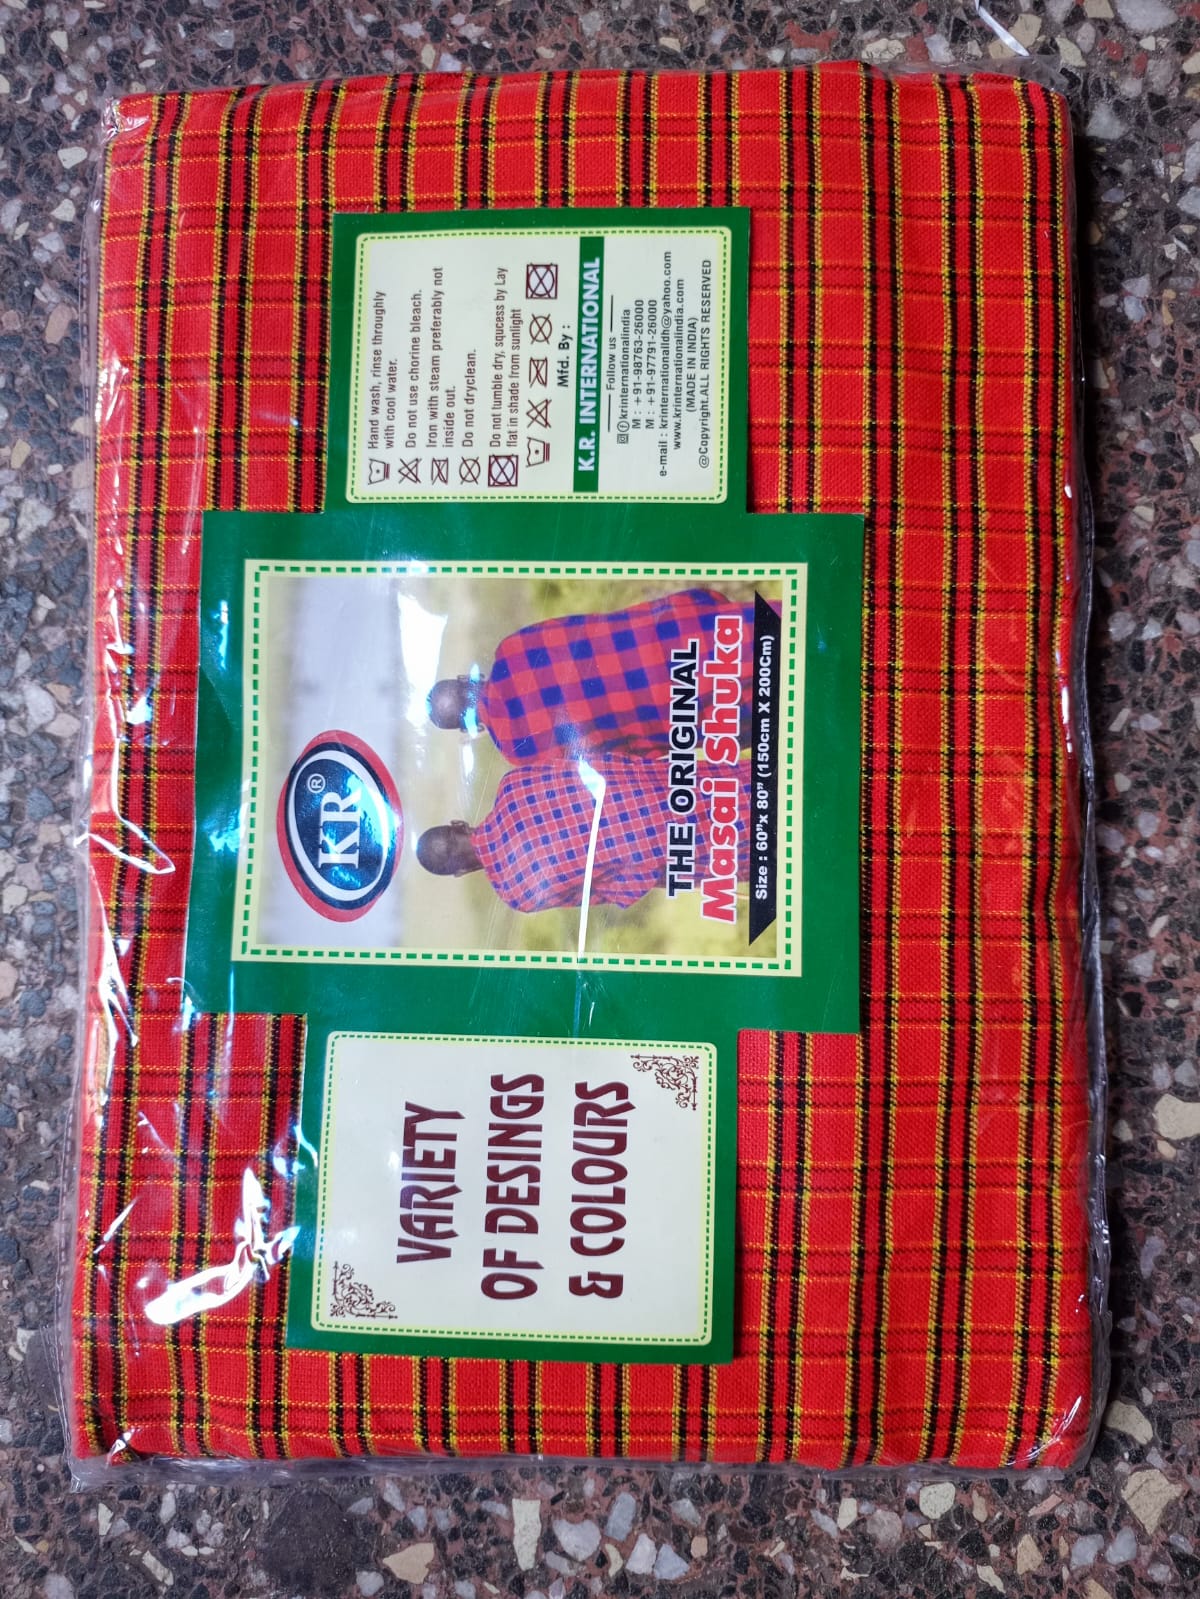 Hand wash, rinse throughly
with cool water.
Do not use chorine bleach.
Iron with steam preferably not
inside out.
Do not dryclean.
Do not tumble dry, squcess by Lay
flat in shade from sunlight
Mfd. By :
K.R. INTERNATIONAL
Follow us
krinternationalindia
M : +91-98763-26000
M : +91-97791-26000
e-mail : krinternationalldh@yahoo.com
www.krinternationalindia.com
(MADE IN INDIA)
@Copyright.ALL RIGHTS RESERVED
KR®
THE ORIGINAL
Masai Shuka
Size : 60”x 80” (150cm X 200Cm)
VARIETY
OF DESINGS
& COLOURS